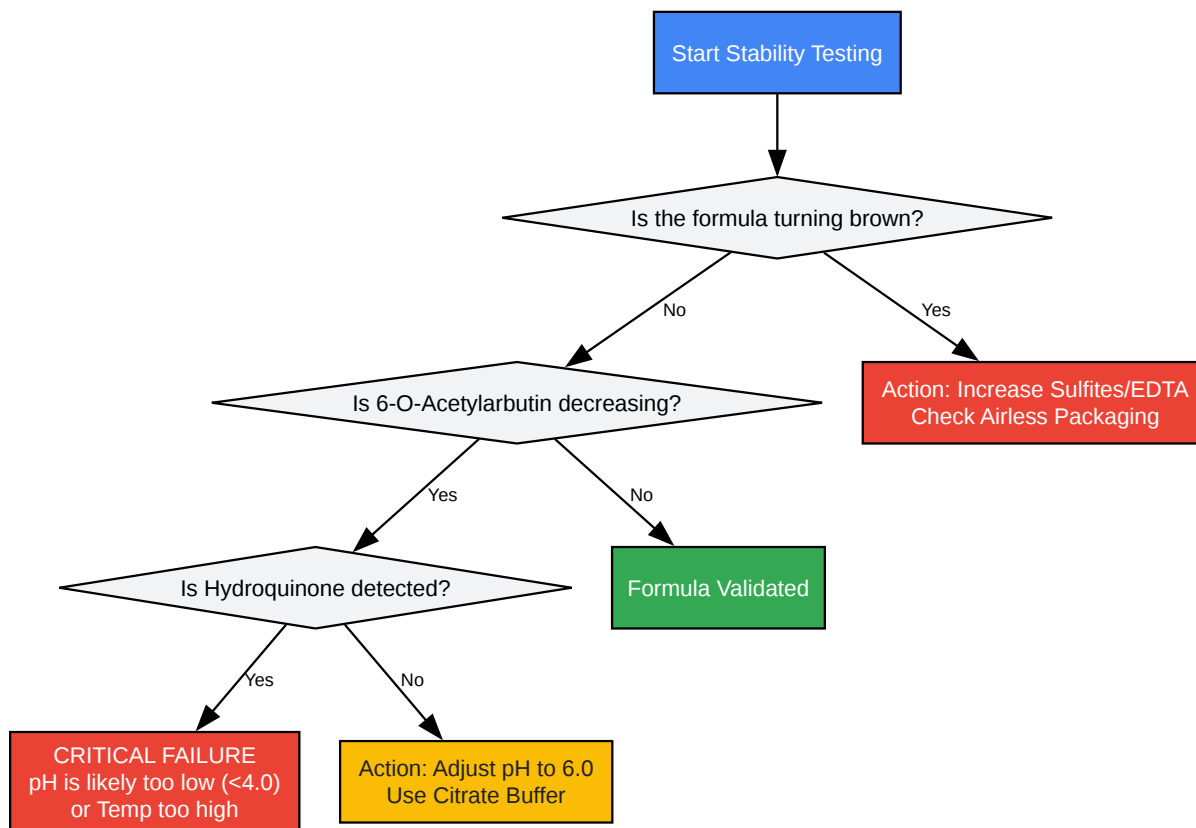 Start Stability Testing
Is the formula turning brown?
No
Yes
Is 6-O-Acetylarbutin decreasing?
Action: Increase Sulfites/EDTA
Check Airless Packaging
Yes
No
Is Hydroquinone detected?
Formula Validated
Yes
No
CRITICAL FAILURE
pH is likely too low (<4.0)
or Temp too high
Action: Adjust pH to 6.0
Use Citrate Buffer